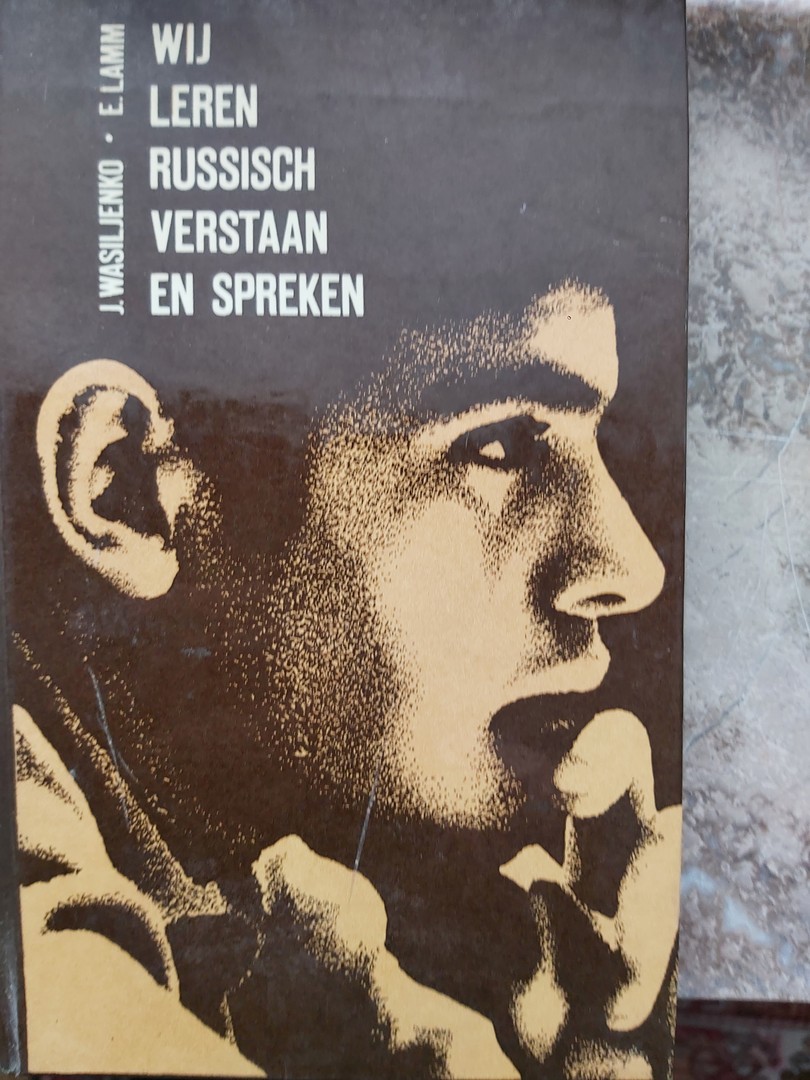 J. WASILJENKO • E. LAMM
WIJ
LEREN
RUSSISCH
VERSTAAN
EN SPREKEN